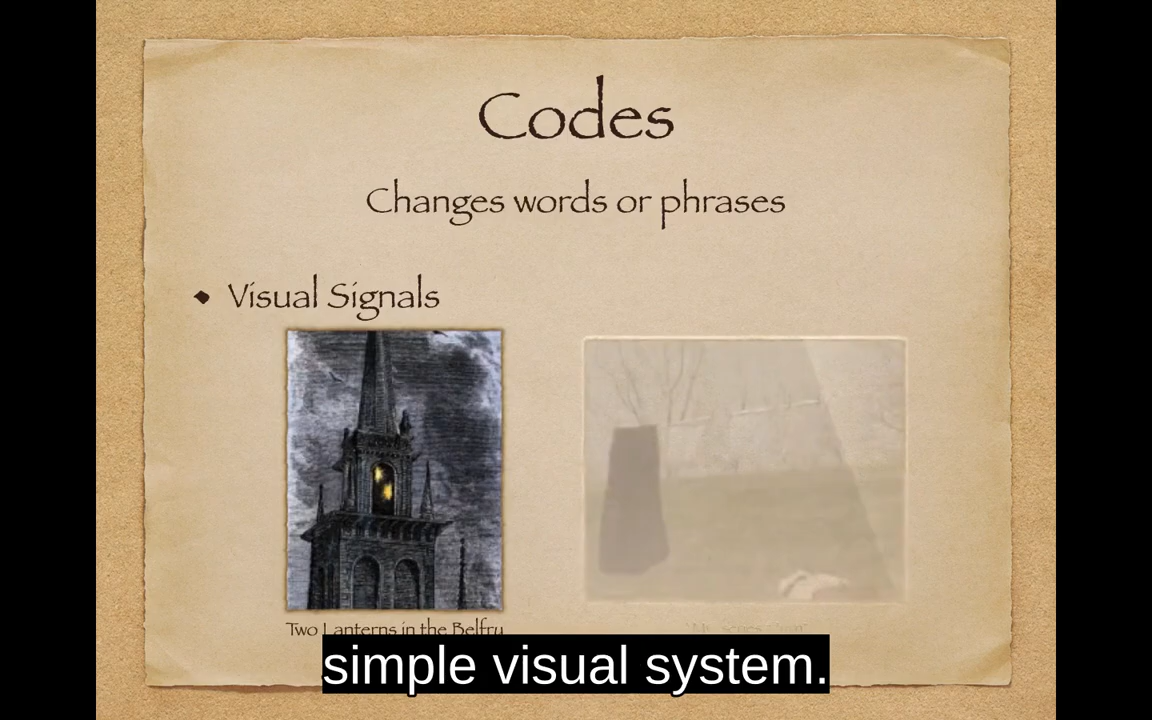 Codes
Changes words or phrases
Visual Signals
Two Lanterns in the Belfry
simple visual system.